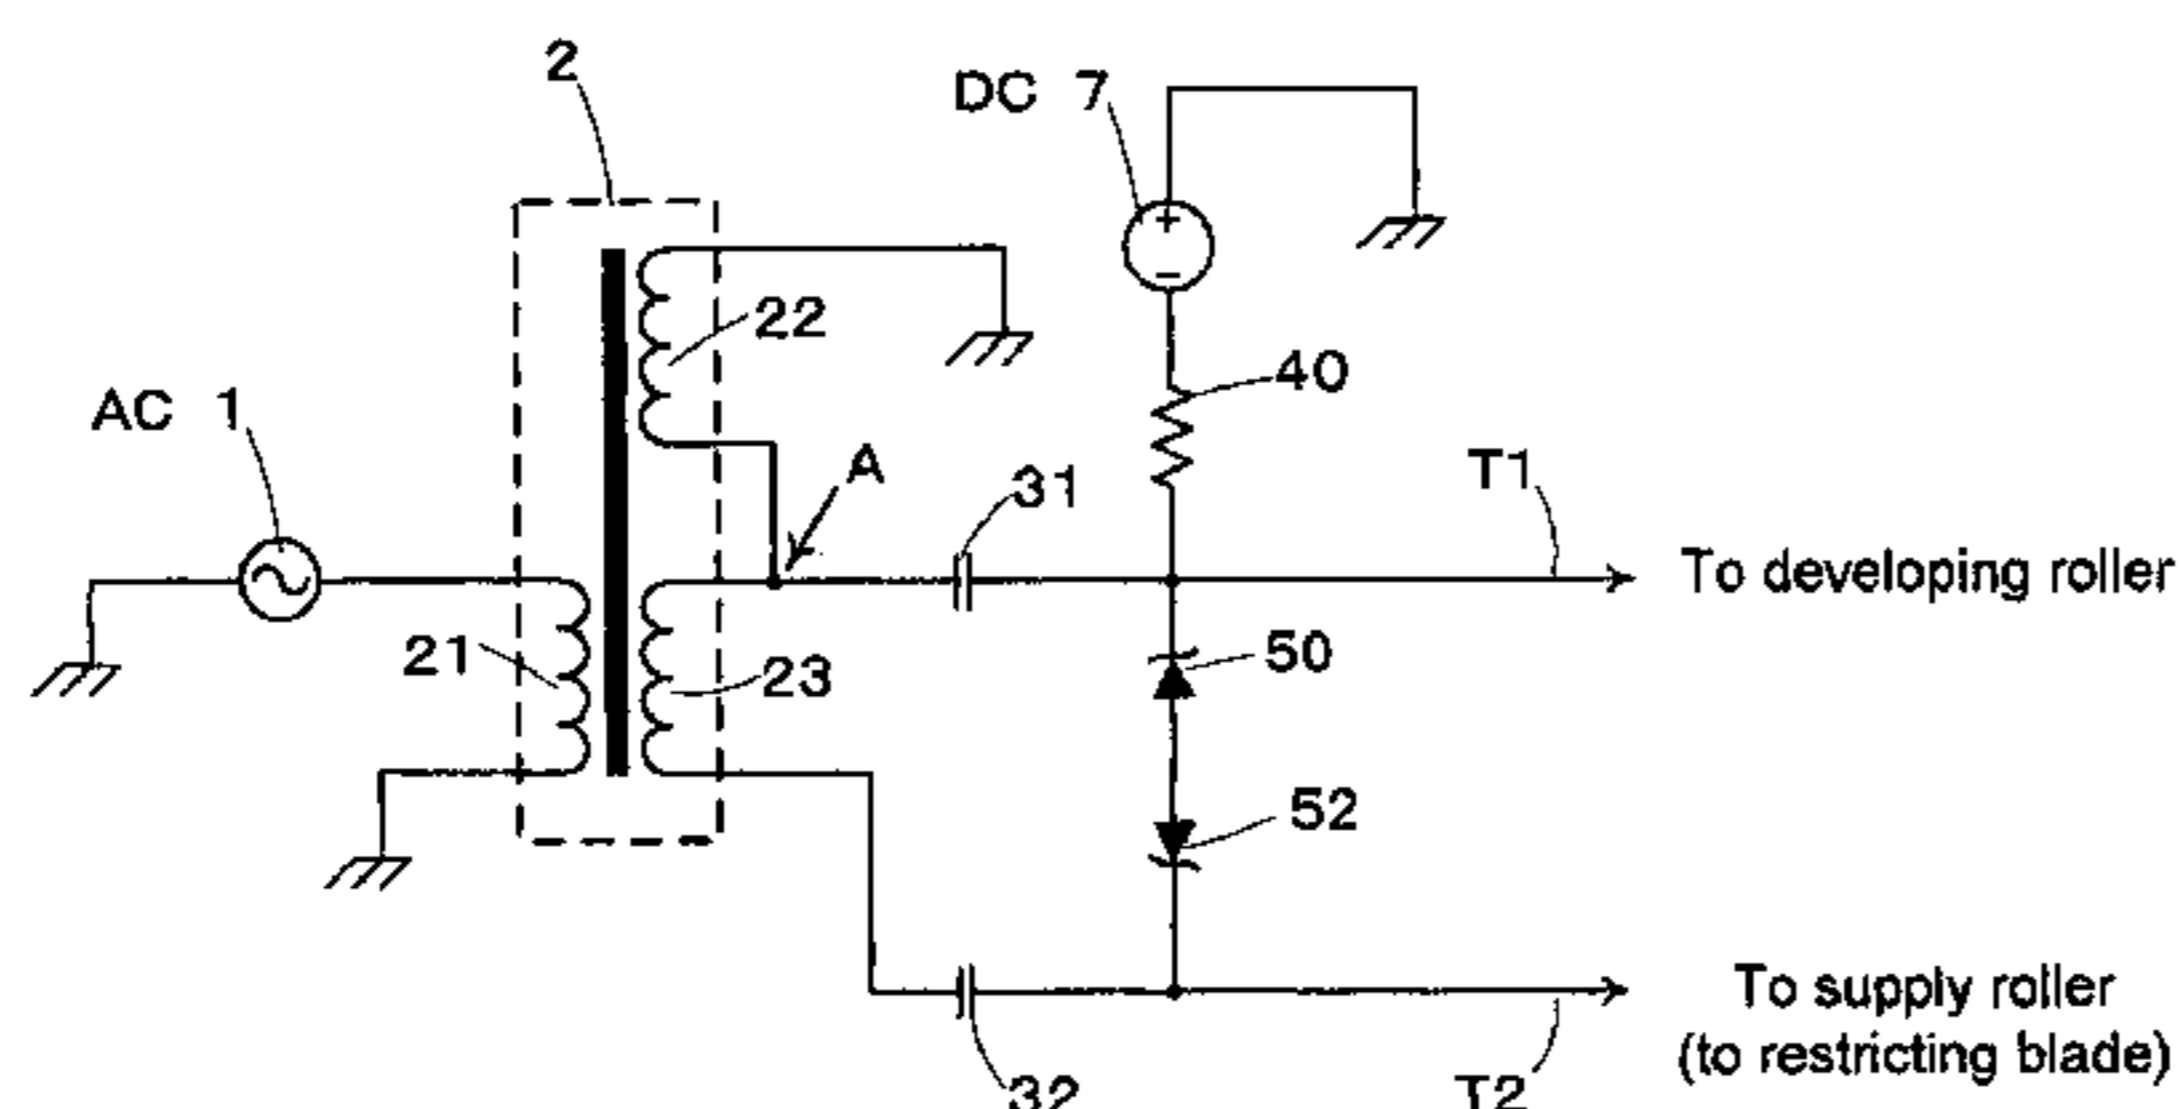 2
DC 7
+
−
22
40
AC 1
A
31
T1
To developing roller
21
23
50
52
To supply roller
(to restricting blade)
32
T2